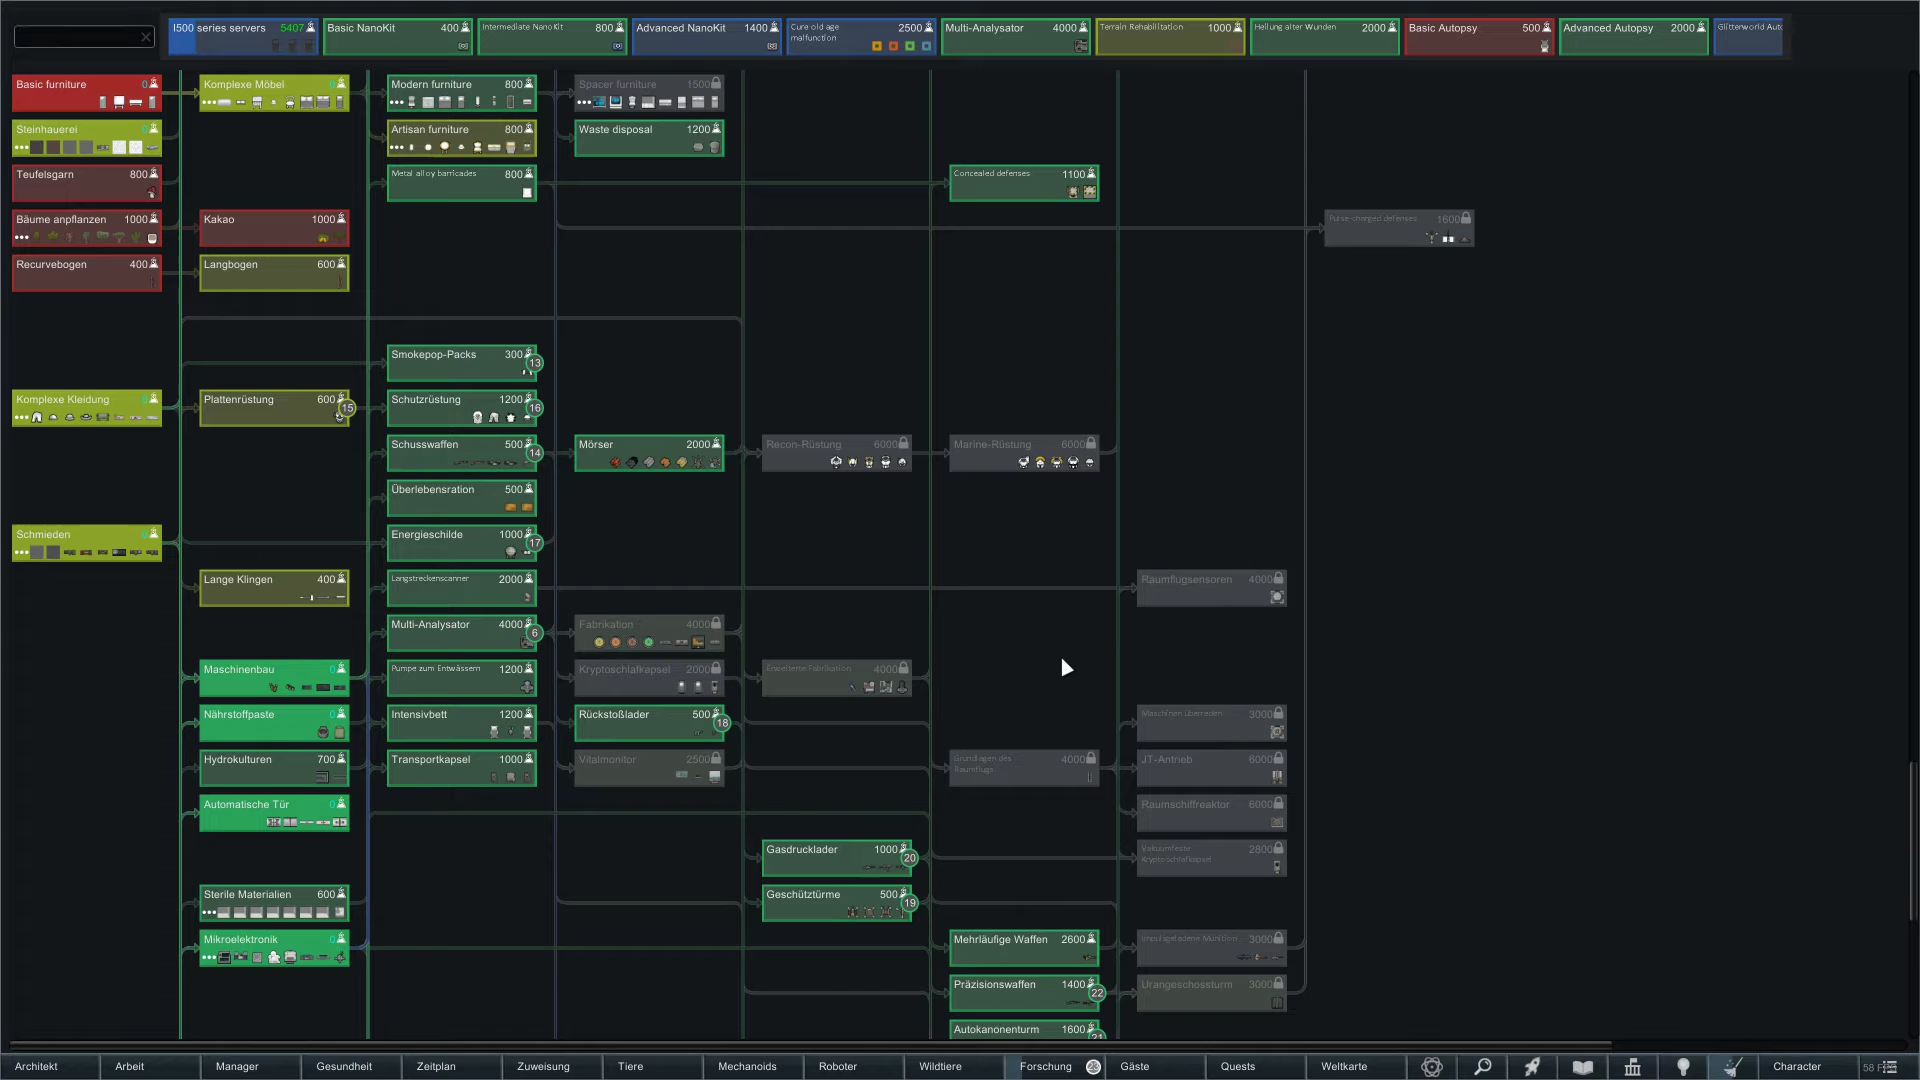 I500 series servers 5407
Basic NanoKit 400
Intermediate NanoKit 800
Advanced NanoKit 1400
Cure old age malfunction 2500
Multi-Analysator 4000
Terrain Rehabilitation 1000
Heilung alter Wunden 2000
Basic Autopsy 500
Advanced Autopsy 2000
Glitterworld Auto
Basic furniture 0
Komplexe Möbel 0
Modern furniture 800
Spacer furniture 1500
Steinhauerei 0
Artisan furniture 800
Waste disposal 1200
Teufelsgarn 800
Metal alloy barricades 800
Concealed defenses 1100
Bäume anpflanzen 1000
Kakao 1000
Pulse-charged defenses 1600
Recurvebogen 400
Langbogen 600
Smokepop-Packs 300
13
Komplexe Kleidung 0
Plattenrüstung 600
15
Schutzrüstung 1200
16
Schusswaffen 500
14
Mörser 2000
Recon-Rüstung 6000
Marine-Rüstung 6000
Überlebensration 500
Schmieden 0
Energieschilde 1000
17
Lange Klingen 400
Langstreckenscanner 2000
Raumflugsensoren 4000
Multi-Analysator 4000
6
Fabrikation 4000
Maschinenbau 0
Pumpe zum Entwässern 1200
Kryptoschlafkapsel 2000
Erweiterte Fabrikation 4000
Nährstoffpaste 0
Intensivbett 1200
Rückstoßlader 500
18
Maschinen überreden 3000
Hydrokulturen 700
Transportkapsel 1000
Vitalmonitor 2500
Grundlagen des Raumflugs 4000
JT-Antrieb 6000
Automatische Tür 0
Raumschiffreaktor 6000
Gasdrucklader 1000
20
Vakuumfeste Kryptoschlafkapsel 2800
Sterile Materialien 600
Geschütztürme 500
19
Mikroelektronik 0
Mehrläufige Waffen 2600
Impulsgeladene Munition 3000
Präzisionswaffen 1400
22
Urangeschossturm 3000
Autokanonenturm 1600
21
Architekt
Arbeit
Manager
Gesundheit
Zeitplan
Zuweisung
Tiere
Mechanoids
Roboter
Wildtiere
Forschung
Gäste
Quests
Weltkarte
Character